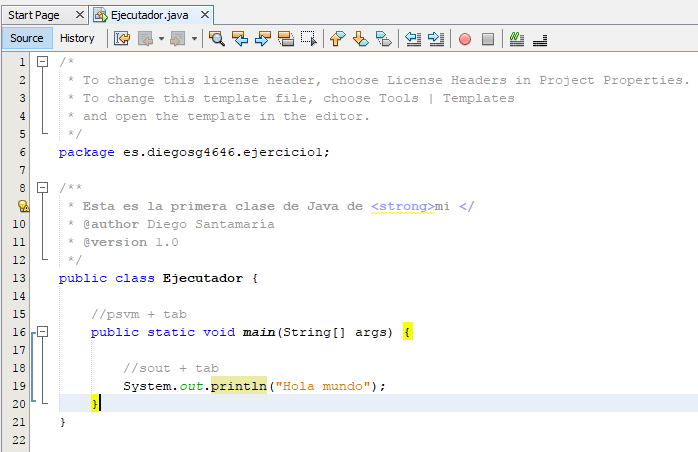 Start Page Ejecutador.java
Source History
1 /*
2 * To change this license header, choose License Headers in Project Properties.
3 * To change this template file, choose Tools | Templates
4 * and open the template in the editor.
5 */
6 package es.diegosg4646.ejercicio1;
7
8 /**
* Esta es la primera clase de Java de <strong>mi </
10 * @author Diego Santamaría
11 * @version 1.0
12 */
13 public class Ejecutador {
14
15 //psvm + tab
16 public static void main(String[] args) {
17
18 //sout + tab
19 System.out.println("Hola mundo");
20 }
21 }
22